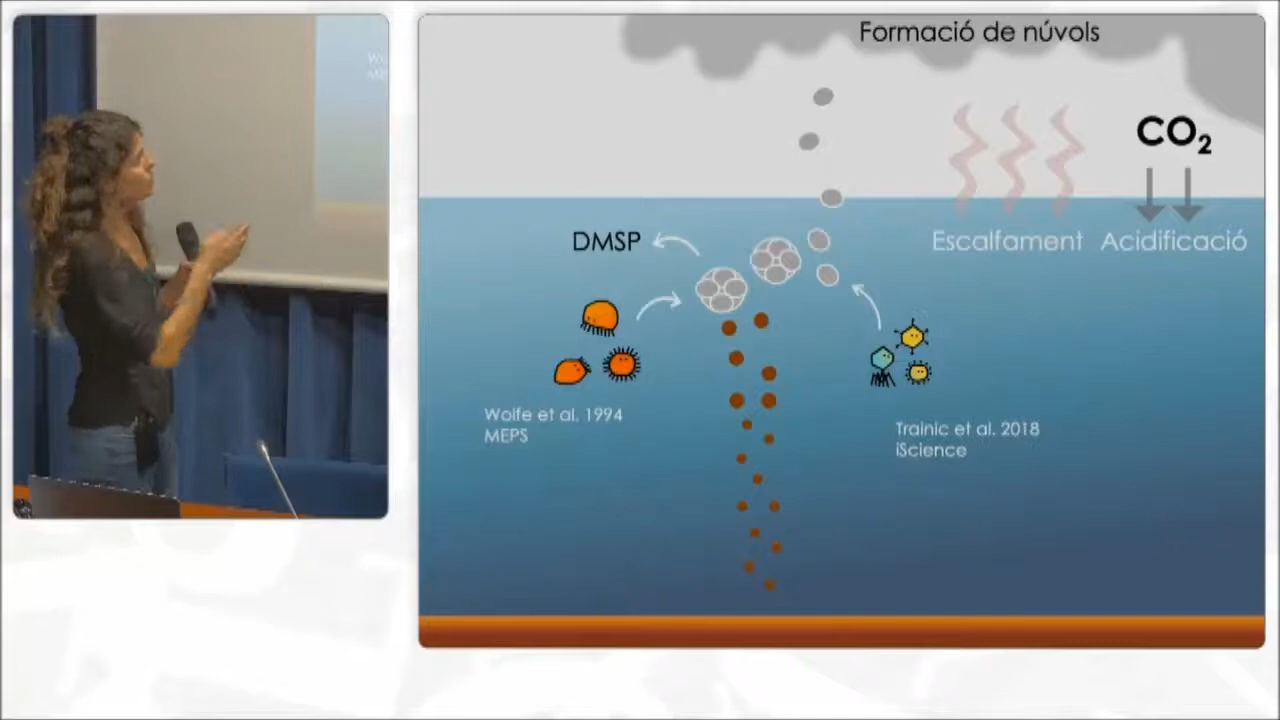 Formació de núvols
CO₂
DMSP
Escalfament
Acidificació
Wolfe et al. 1994
MEPS
Trainic et al. 2018
iScience